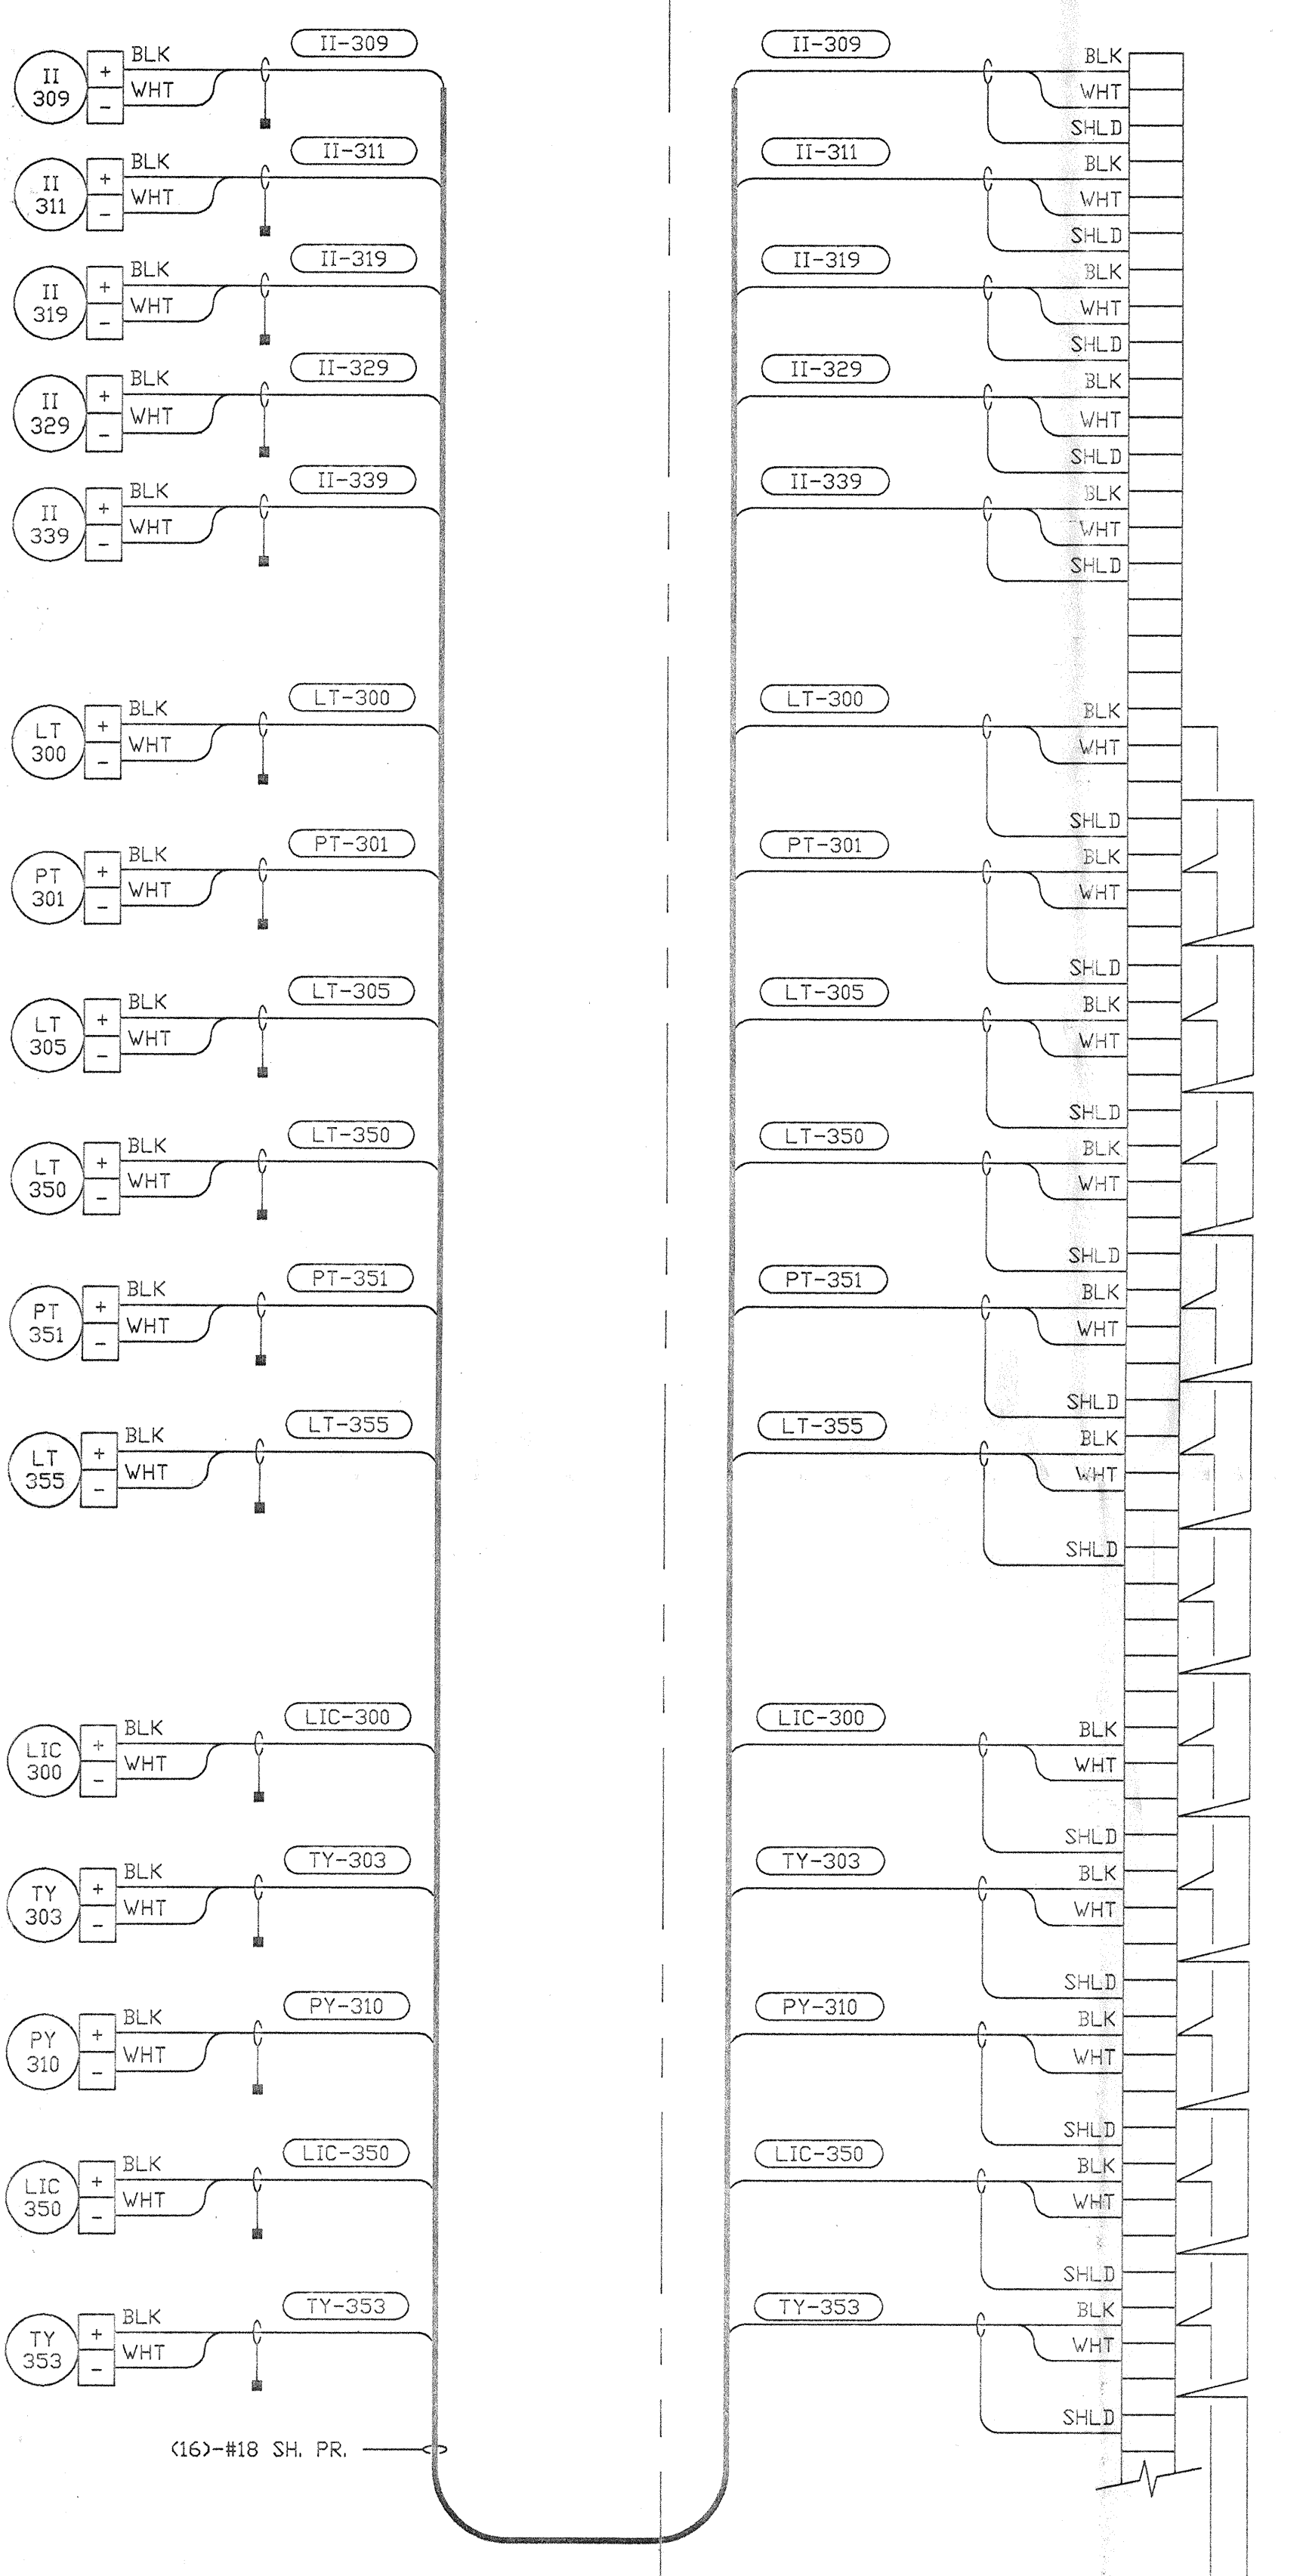 II-309 II-309
BLK BLK
II
309
+
WHT WHT
-
SHLD
II-311 II-311
BLK BLK
II
311
+
WHT WHT
-
SHLD
II-319 II-319
BLK BLK
II
319
+
WHT WHT
-
SHLD
II-329 II-329
BLK BLK
II
329
+
WHT WHT
-
SHLD
II-339 II-339
BLK BLK
II
339
+
WHT WHT
-
SHLD
LT-300 LT-300
BLK BLK
LT
300
+
WHT WHT
-
SHLD
PT-301 PT-301
BLK BLK
PT
301
+
WHT WHT
-
SHLD
LT-305 LT-305
BLK BLK
LT
305
+
WHT WHT
-
SHLD
LT-350 LT-350
BLK BLK
LT
350
+
WHT WHT
-
SHLD
PT-351 PT-351
BLK BLK
PT
351
+
WHT WHT
-
SHLD
LT-355 LT-355
BLK BLK
LT
355
+
WHT WHT
-
SHLD
LIC-300 LIC-300
BLK BLK
LIC
300
+
WHT WHT
-
SHLD
TY-303 TY-303
BLK BLK
TY
303
+
WHT WHT
-
SHLD
PY-310 PY-310
BLK BLK
PY
310
+
WHT WHT
-
SHLD
LIC-350 LIC-350
BLK BLK
LIC
350
+
WHT WHT
-
SHLD
TY-353 TY-353
BLK BLK
TY
353
+
WHT WHT
-
SHLD
(16)-#18 SH. PR.